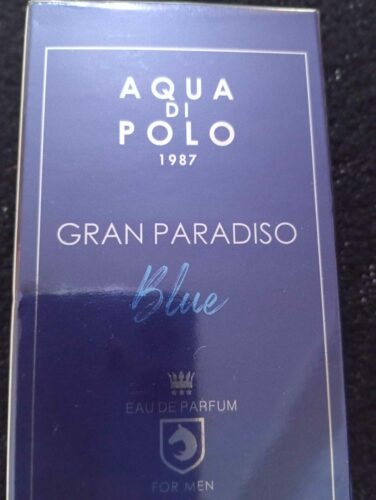 AQUA
DI
POLO
1987
GRAN PARADISO
Blue
EAU DE PARFUM
FOR MEN